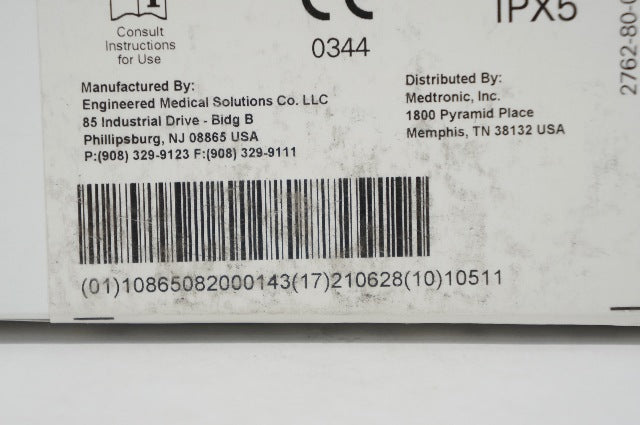 Consult
Instructions
for Use
CE
0344
IPX5
Manufactured By:
Engineered Medical Solutions Co. LLC
85 Industrial Drive - Bidg B
Phillipsburg, NJ 08865 USA
P:(908) 329-9123 F:(908) 329-9111
Distributed By:
Medtronic, Inc.
1800 Pyramid Place
Memphis, TN 38132 USA
(01)10865082000143(17)210628(10)10511